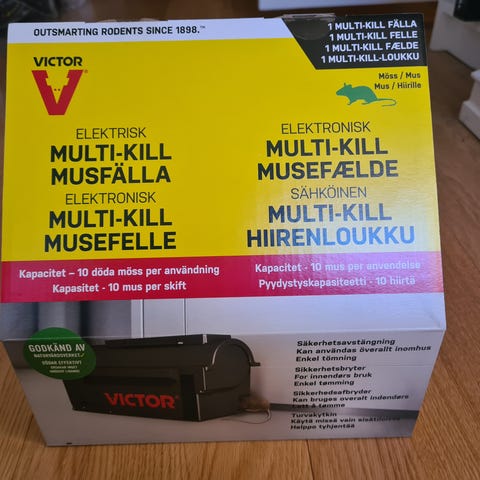 OUTSMARTING RODENTS SINCE 1898.™
1 MULTI-KILL FÄLLA
1 MULTI-KILL FELLE
1 MULTI-KILL FÆLDE
1 MULTI-KILL-LOUKKU
VICTOR®
Möss / Mus
Mus / Hiirille
ELEKTRISK
MULTI-KILL
MUSFÄLLA
ELEKTRONISK
MULTI-KILL
MUSEFELLE
ELEKTRONISK
MULTI-KILL
MUSEFÆLDE
SÄHKÖINEN
MULTI-KILL
HIIRENLOUKKU
Kapacitet – 10 döda möss per användning
Kapasitet - 10 mus per skift
Kapacitet - 10 mus per anvendelse
Pyydystyskapasiteetti - 10 hiirtä
GODKÄND AV
NATURVÅRDSVERKET
DÖDAR EFFEKTIVT
VICTOR
Säkerhetsavstängning
Kan användas överallt inomhus
Enkel tömning
Sikkerhetsbryter
For innendørs bruk
Enkel tømming
Sikkerhedsafbryder
Kan bruges overalt indendørs
Let at tømme
Turvakytkin
Käytä missä vain sisätiloissa
Helppo tyhjentää